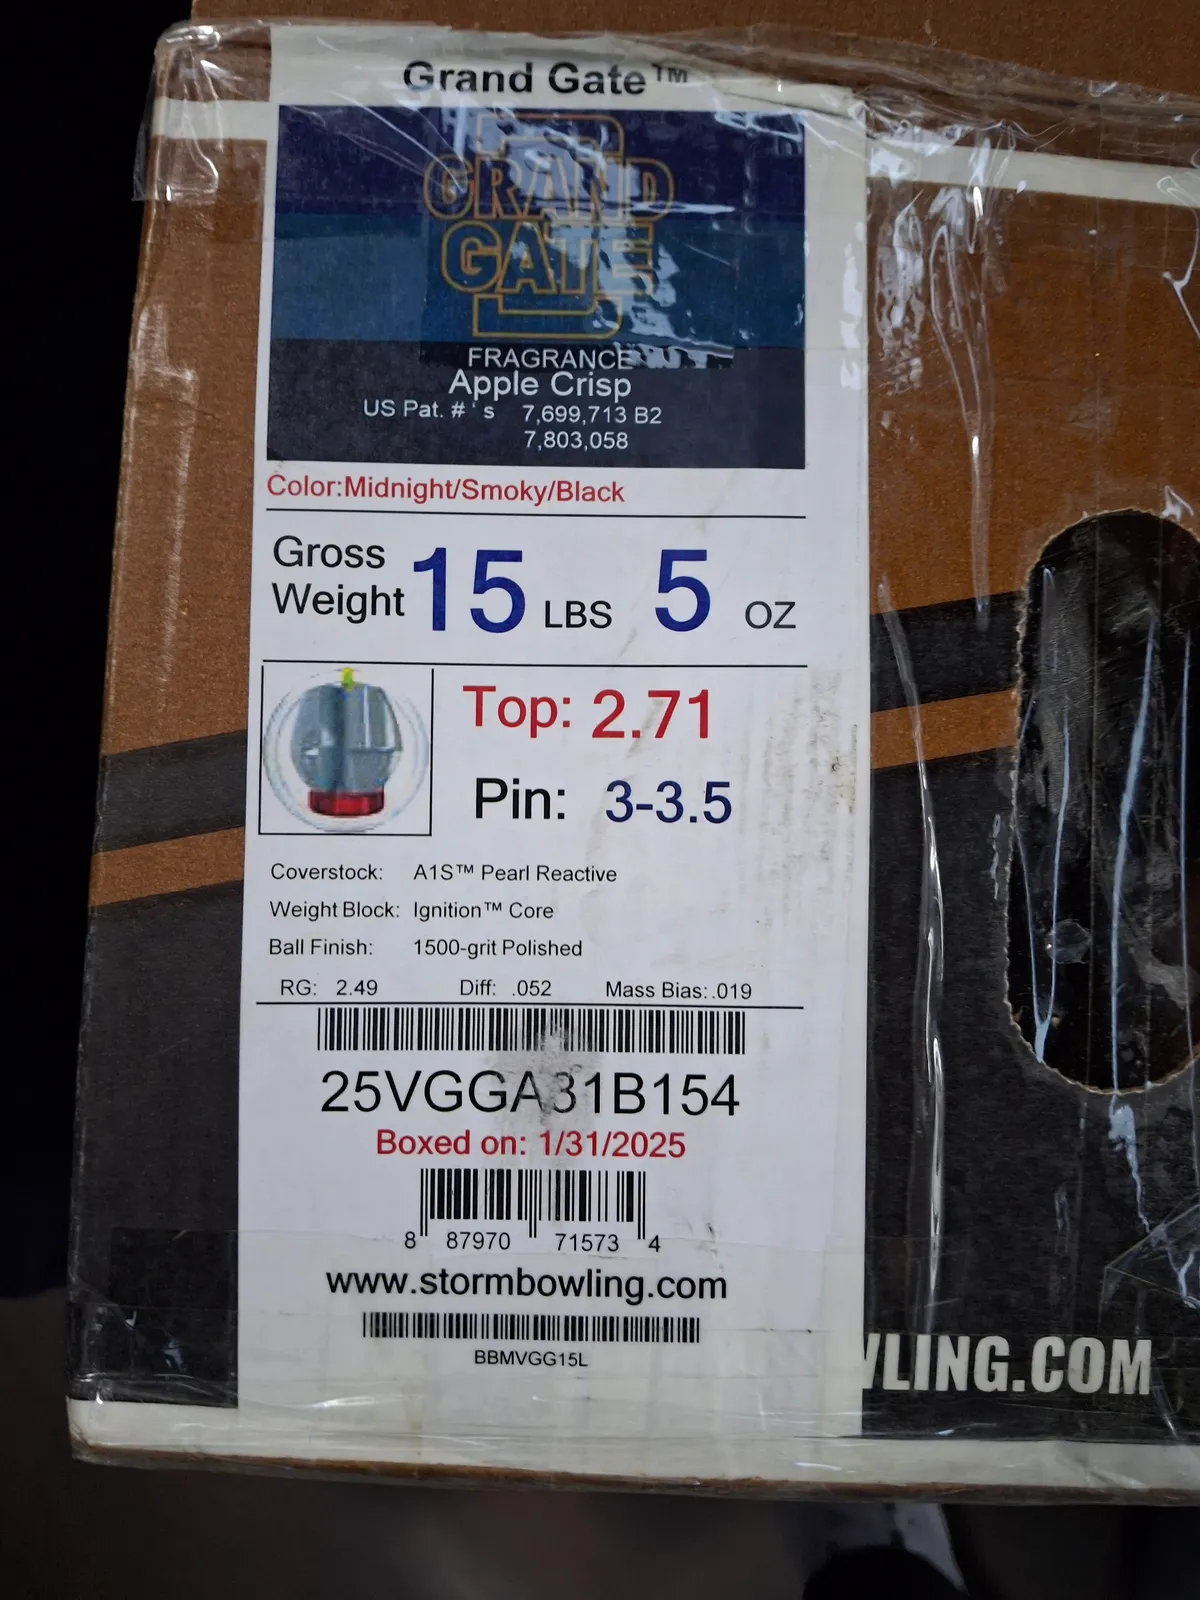 Grand Gate™
GRAND
GATE
FRAGRANCE
Apple Crisp
US Pat. #'s 7,699,713 B2
7,803,058
Color:Midnight/Smoky/Black
Gross
Weight 15 LBS 5 OZ
Top: 2.71
Pin: 3-3.5
Coverstock: A1S™ Pearl Reactive
Weight Block: Ignition™ Core
Ball Finish: 1500-grit Polished
RG: 2.49 Diff: .052 Mass Bias:.019
25VGGA31B154
Boxed on: 1/31/2025
8 87970 71573 4
www.stormbowling.com
BBMVGG15L
WLING.COM